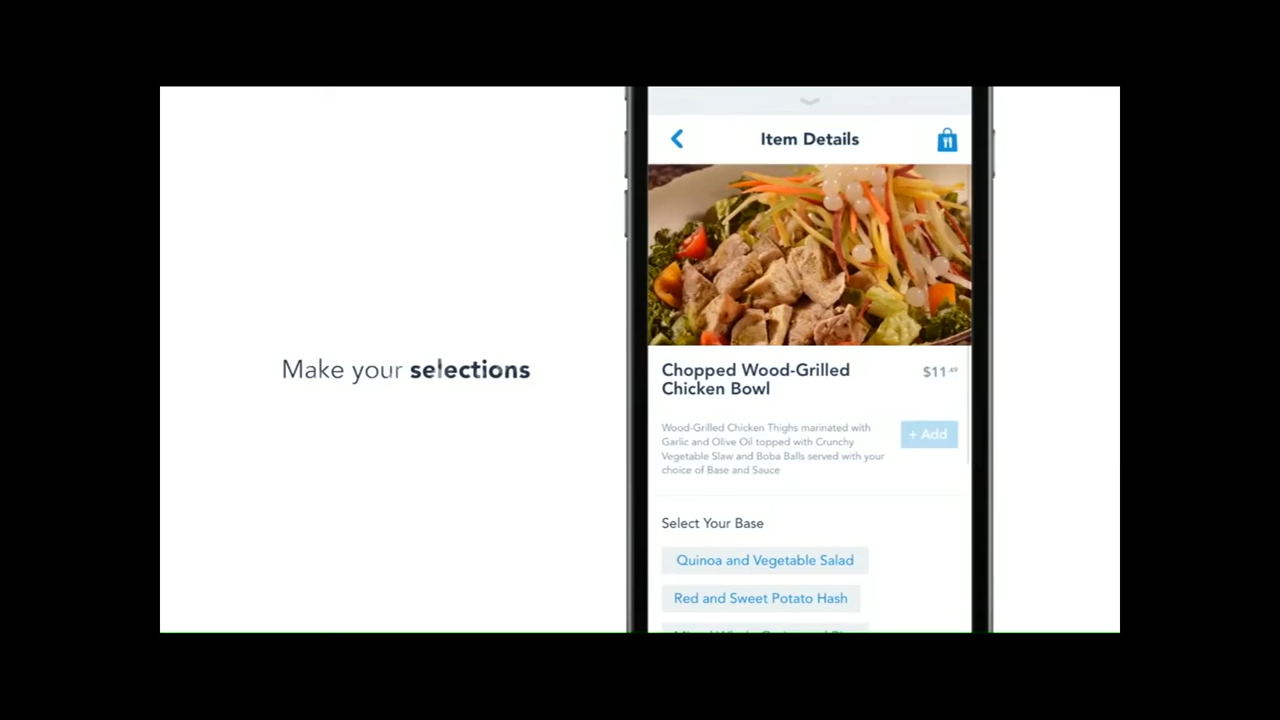 Make your selections
Item Details
Chopped Wood-Grilled
Chicken Bowl
$11.49
Wood-Grilled Chicken Thighs marinated with
Garlic and Olive Oil topped with Crunchy
Vegetable Slaw and Boba Balls served with your
choice of Base and Sauce
+ Add
Select Your Base
Quinoa and Vegetable Salad
Red and Sweet Potato Hash